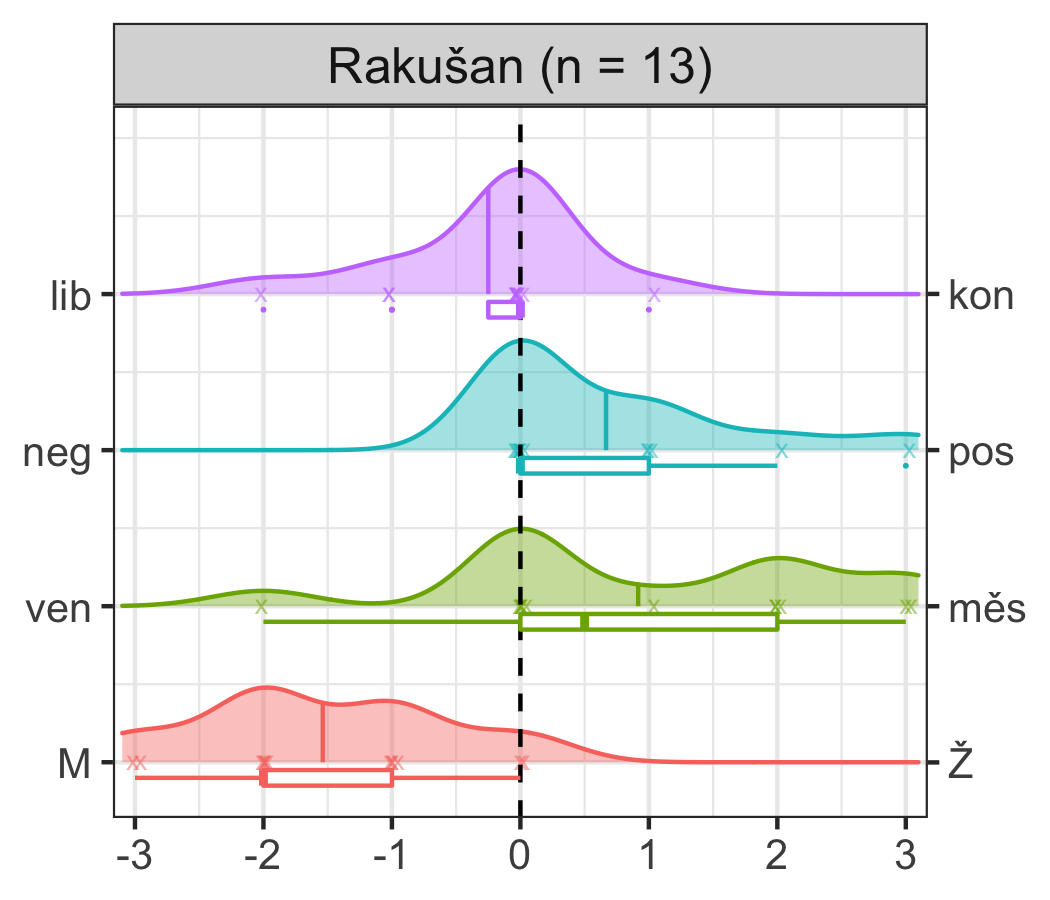 Rakušan (n = 13)
lib kon
neg pos
ven měs
M Ž
-3 -2 -1 0 1 2 3